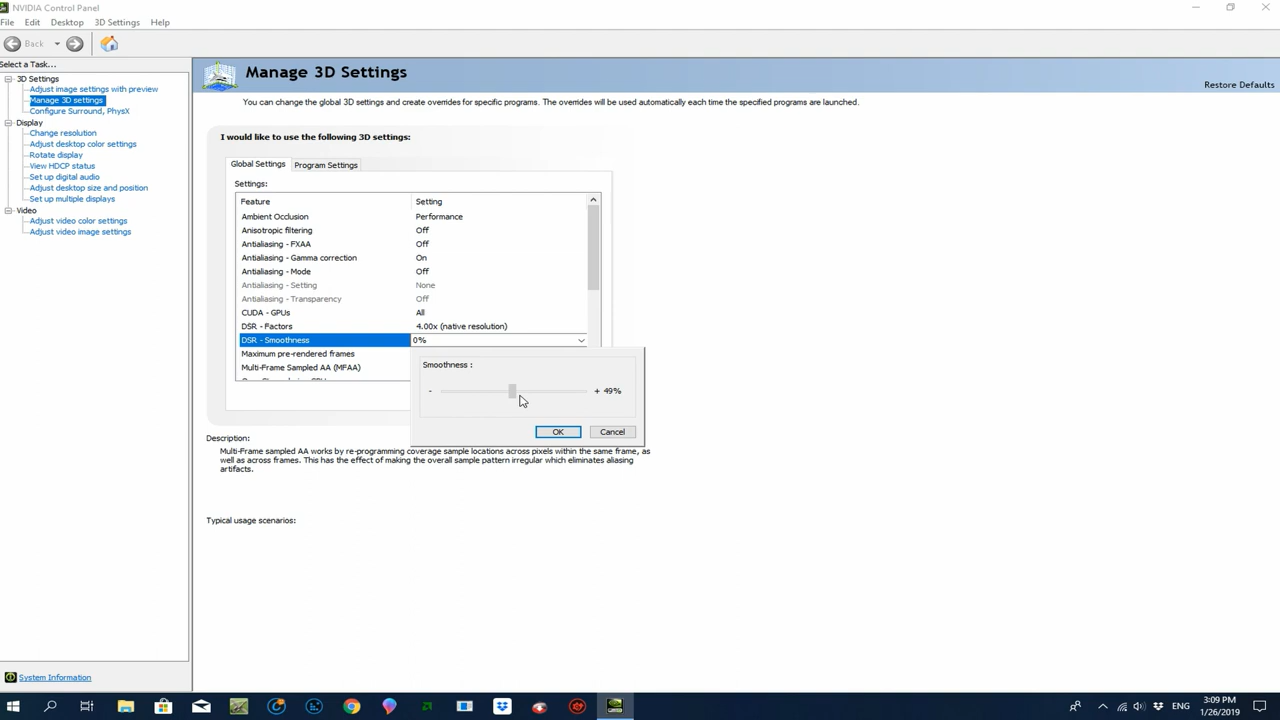 NVIDIA Control Panel
File Edit Desktop 3D Settings Help
Back
Select a Task...
3D Settings
Adjust image settings with preview
Manage 3D settings
Configure Surround, PhysX
Display
Change resolution
Adjust desktop color settings
Rotate display
View HDCP status
Set up digital audio
Adjust desktop size and position
Set up multiple displays
Video
Adjust video color settings
Adjust video image settings
System Information
Manage 3D Settings
Restore Defaults
You can change the global 3D settings and create overrides for specific programs. The overrides will be used automatically each time the specified programs are launched.
I would like to use the following 3D settings:
Global Settings Program Settings
Settings:
Feature Setting
Ambient Occlusion Performance
Anisotropic filtering Off
Antialiasing - FXAA Off
Antialiasing - Gamma correction On
Antialiasing - Mode Off
Antialiasing - Setting None
Antialiasing - Transparency Off
CUDA - GPUs All
DSR - Factors 4.00x (native resolution)
DSR - Smoothness 0%
Maximum pre-rendered frames
Multi-Frame Sampled AA (MFAA)
Smoothness :
- + 49%
OK Cancel
Description:
Multi-Frame sampled AA works by re-programming coverage sample locations across pixels within the same frame, as
well as across frames. This has the effect of making the overall sample pattern irregular which eliminates aliasing
artifacts.
Typical usage scenarios:
3:09 PM
1/26/2019